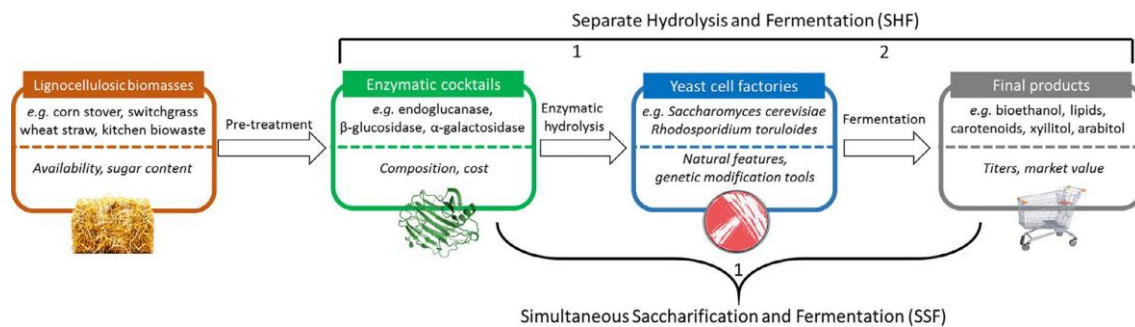 Separate Hydrolysis and Fermentation (SHF)
1
2
Lignocellulosic biomasses
e.g. corn stover, switchgrass
wheat straw, kitchen biowaste
Availability, sugar content
Pre-treatment
Enzymatic cocktails
e.g. endoglucanase,
β-glucosidase, α-galactosidase
Composition, cost
Enzymatic
hydrolysis
Yeast cell factories
e.g. Saccharomyces cerevisiae
Rhodosporidium toruloides
Natural features,
genetic modification tools
Fermentation
Final products
e.g. bioethanol, lipids,
carotenoids, xyilitol, arabitol
Titers, market value
1
Simultaneous Saccharification and Fermentation (SSF)